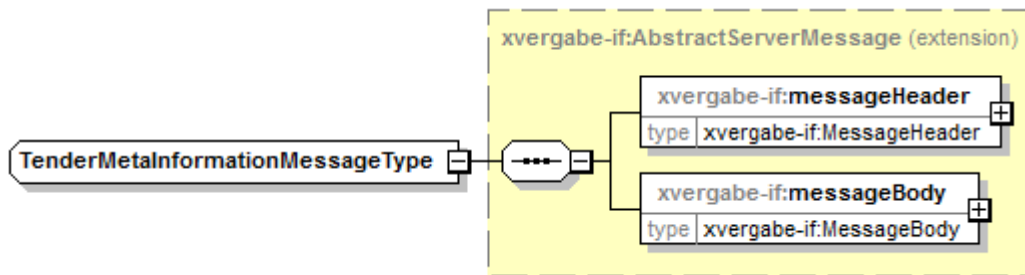 xvergabe-if:AbstractServerMessage (extension)
xvergabe-if:messageHeader
type xvergabe-if:MessageHeader
TenderMetaInformationMessageType
xvergabe-if:messageBody
type xvergabe-if:MessageBody